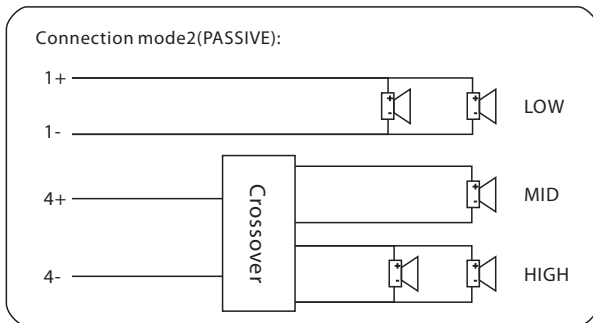 Connection mode2(PASSIVE):
1+
+
-
+
-
LOW
1-
Crossover
+
-
MID
4+
+
-
+
-
HIGH
4-